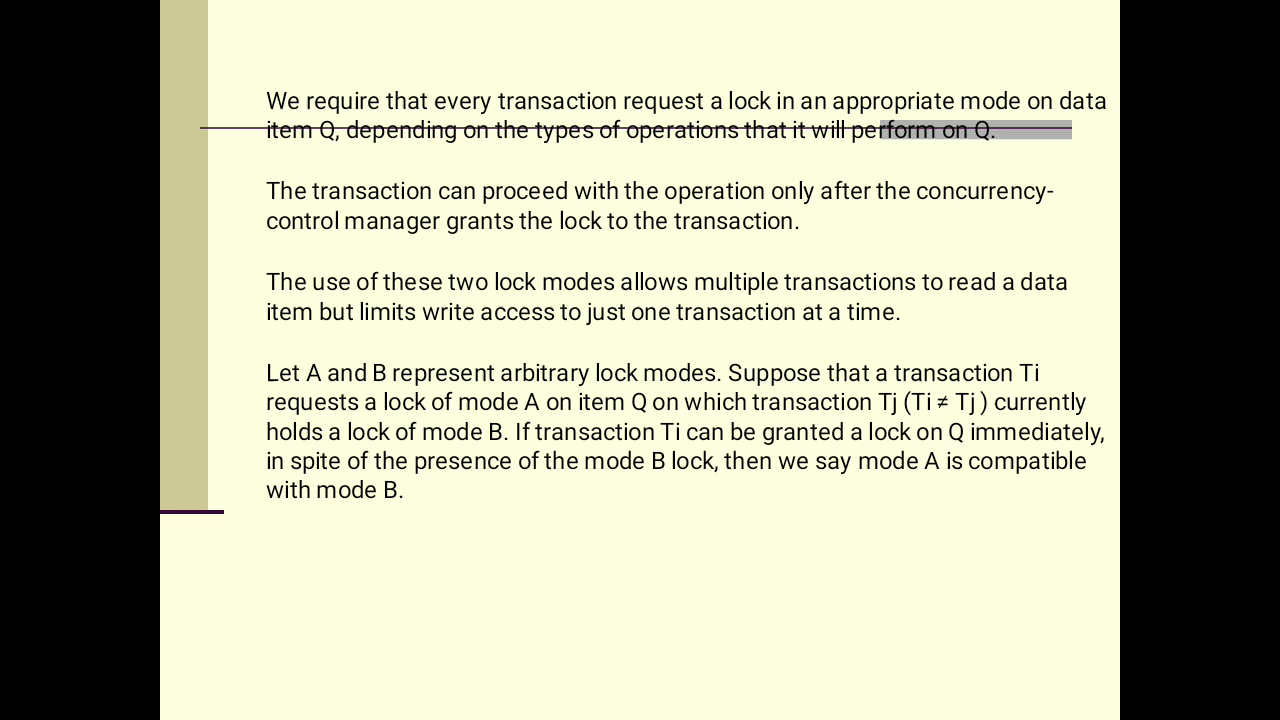 We require that every transaction request a lock in an appropriate mode on data
item Q, depending on the types of operations that it will perform on Q.
The transaction can proceed with the operation only after the concurrency-
control manager grants the lock to the transaction.
The use of these two lock modes allows multiple transactions to read a data
item but limits write access to just one transaction at a time.
Let A and B represent arbitrary lock modes. Suppose that a transaction Ti
requests a lock of mode A on item Q on which transaction Tj (Ti ≠ Tj ) currently
holds a lock of mode B. If transaction Ti can be granted a lock on Q immediately,
in spite of the presence of the mode B lock, then we say mode A is compatible
with mode B.